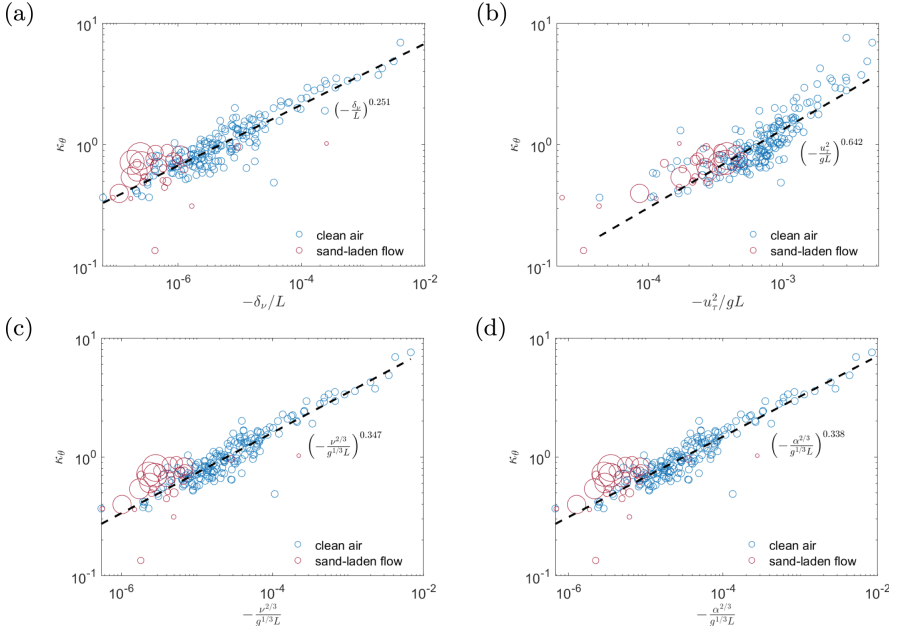 (a)
10^1
10^0
10^-1
κ_θ
(-δ_ν/L)^0.251
clean air
sand-laden flow
10^-6
10^-4
10^-2
-δ_ν/L
(b)
10^1
10^0
10^-1
κ_θ
(-u_τ^2/gL)^0.642
clean air
sand-laden flow
10^-4
10^-3
-u_τ^2/gL
(c)
10^1
10^0
10^-1
κ_θ
(-ν^2/3/g^1/3L)^0.347
clean air
sand-laden flow
10^-6
10^-4
10^-2
-ν^2/3/g^1/3L
(d)
10^1
10^0
10^-1
κ_θ
(-α^2/3/g^1/3L)^0.338
clean air
sand-laden flow
10^-6
10^-4
10^-2
-α^2/3/g^1/3L